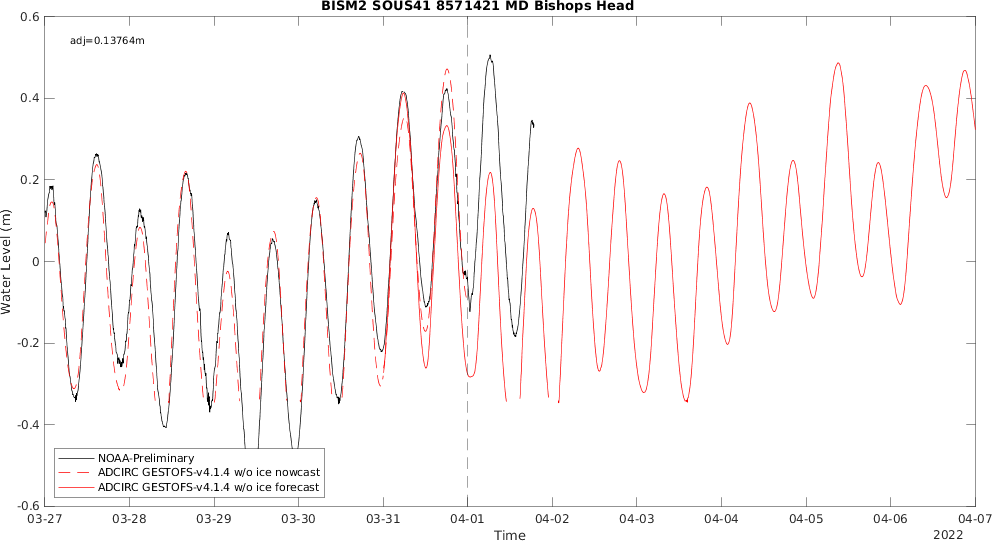 BISM2 SOUS41 8571421 MD Bishops Head
adj=0.13764m
0.6
0.4
0.2
0
-0.2
-0.4
-0.6
Water Level (m)
NOAA-Preliminary
ADCIRC GESTOFS-v4.1.4 w/o ice nowcast
ADCIRC GESTOFS-v4.1.4 w/o ice forecast
03-27 03-28 03-29 03-30 03-31 04-01 04-02 04-03 04-04 04-05 04-06 04-07
Time
2022